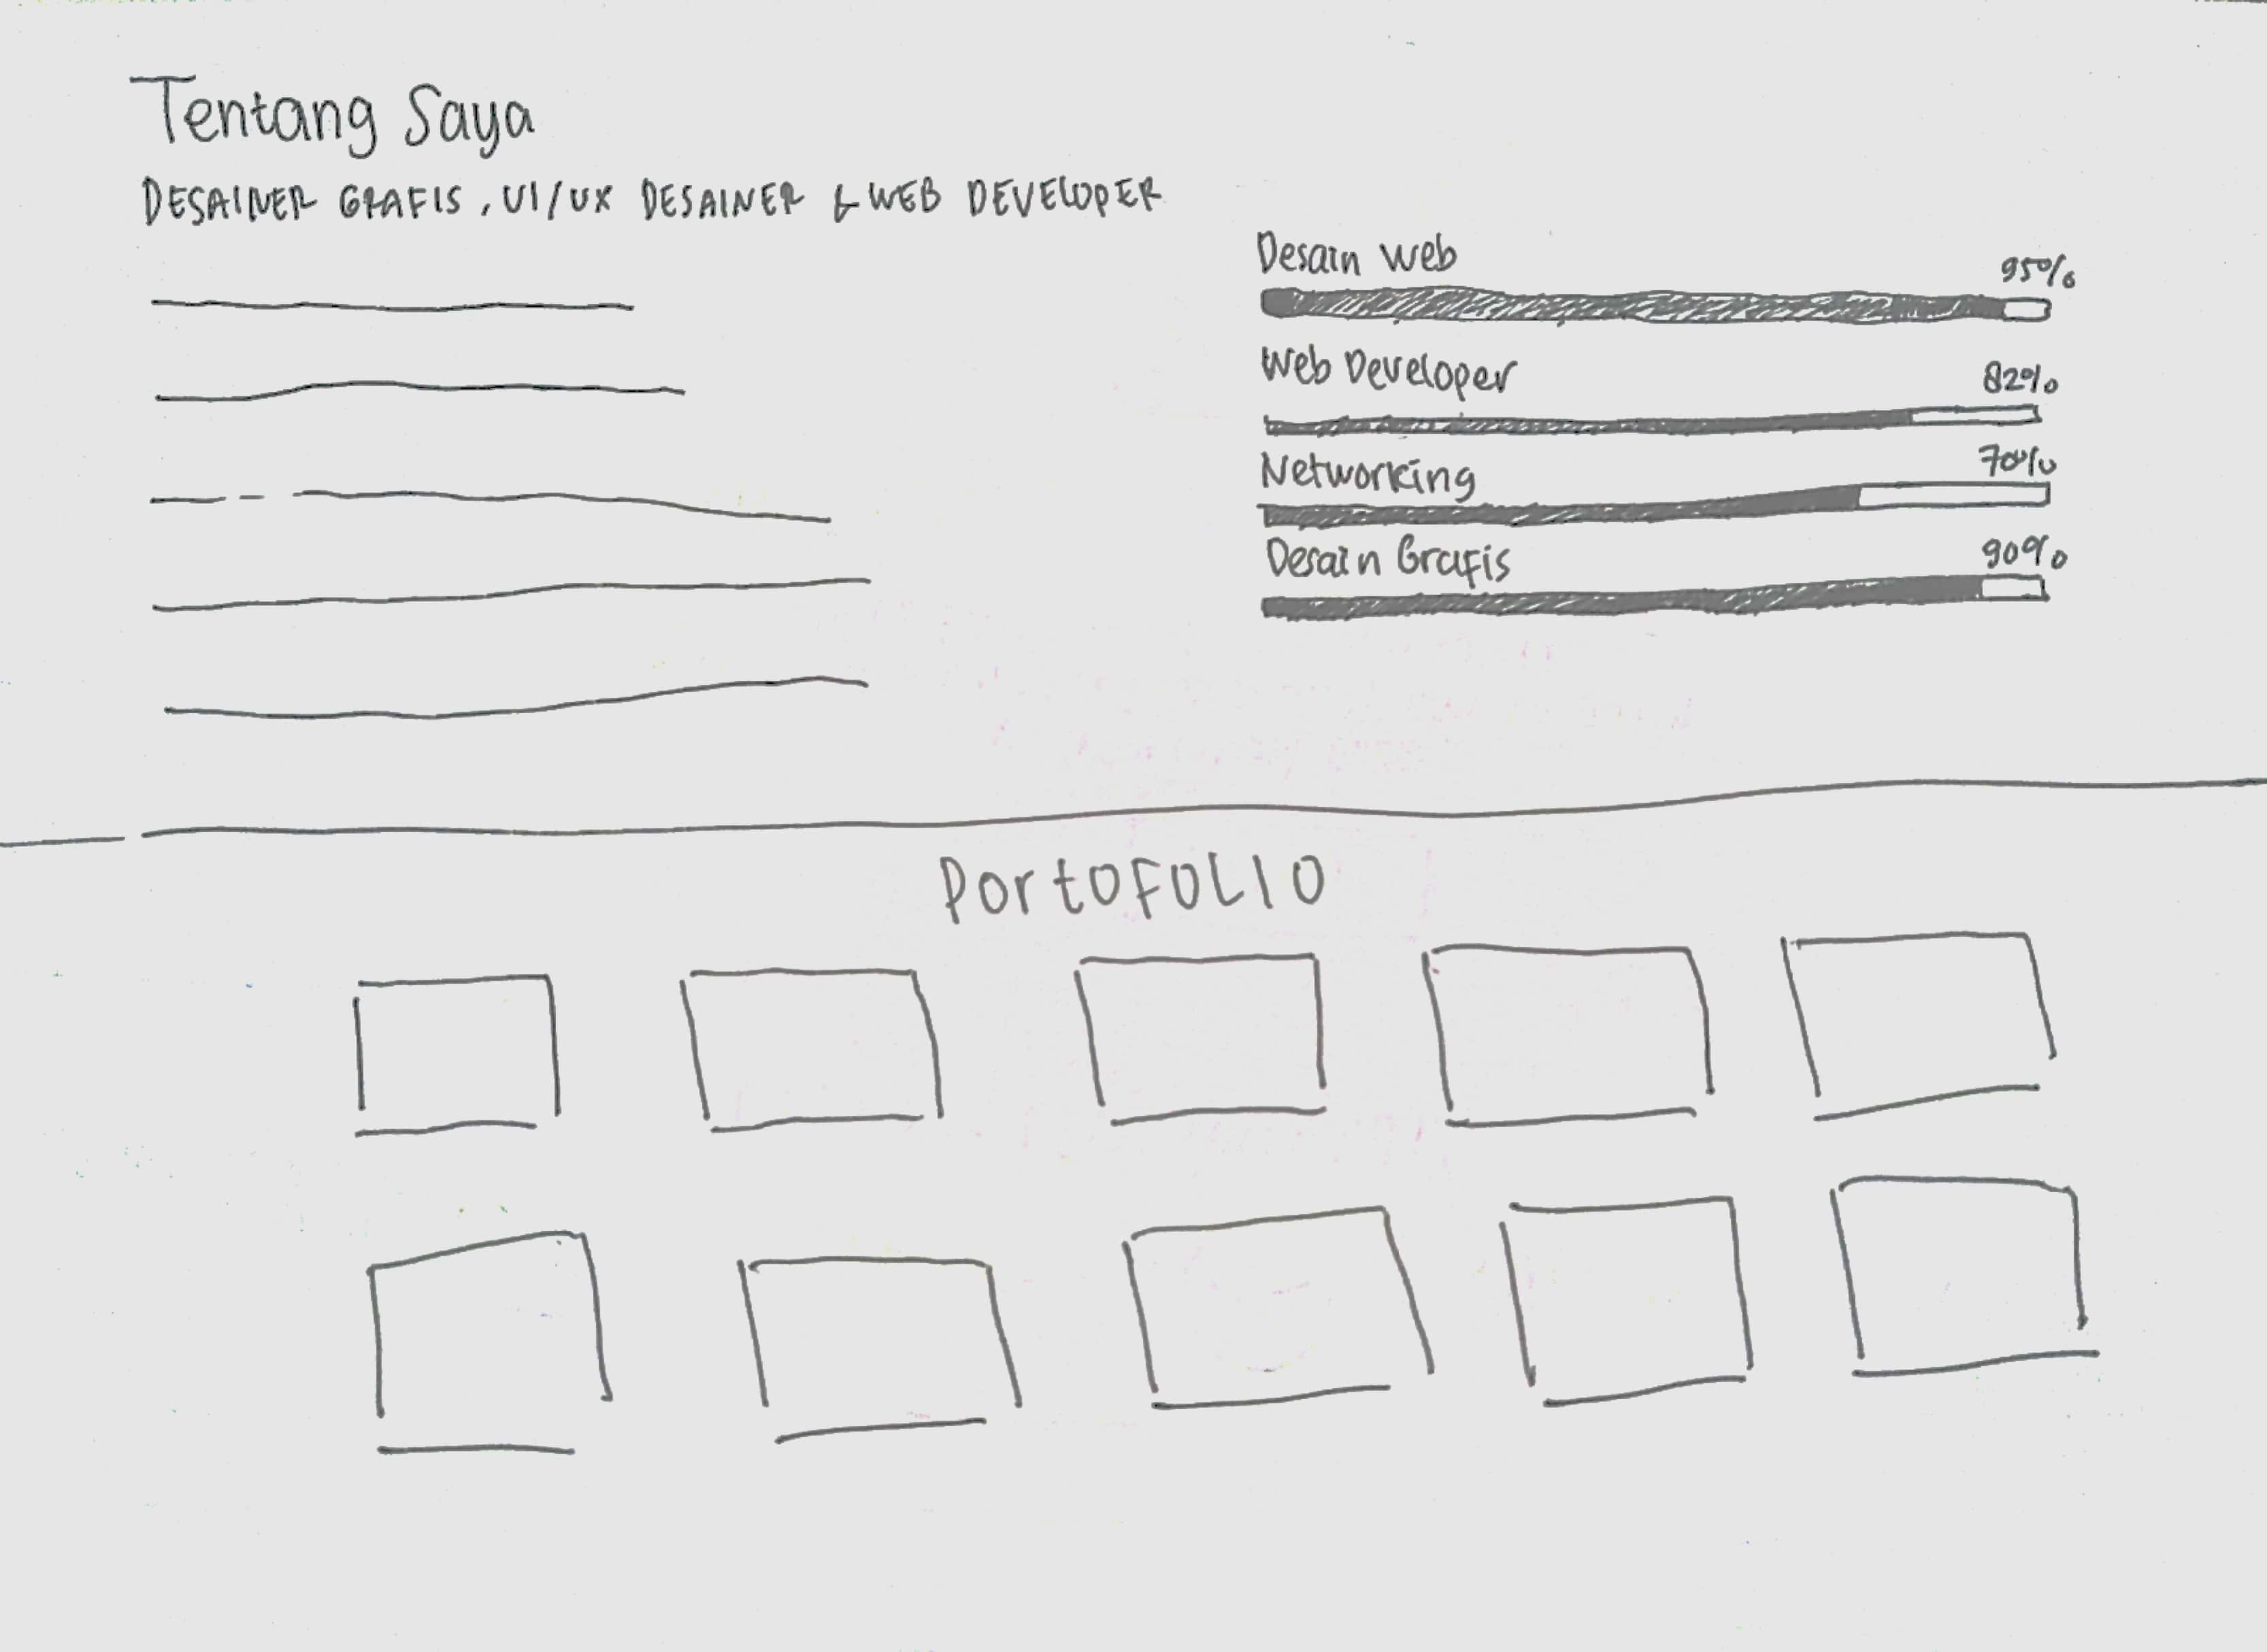 Tentang Saya
DESAINER GRAFIS, UI/UX DESAINER & WEB DEVELOPER
Desain Web
95%
Web Developer
82%
Networking
70%
Desain Grafis
90%
PORtOFOLIO